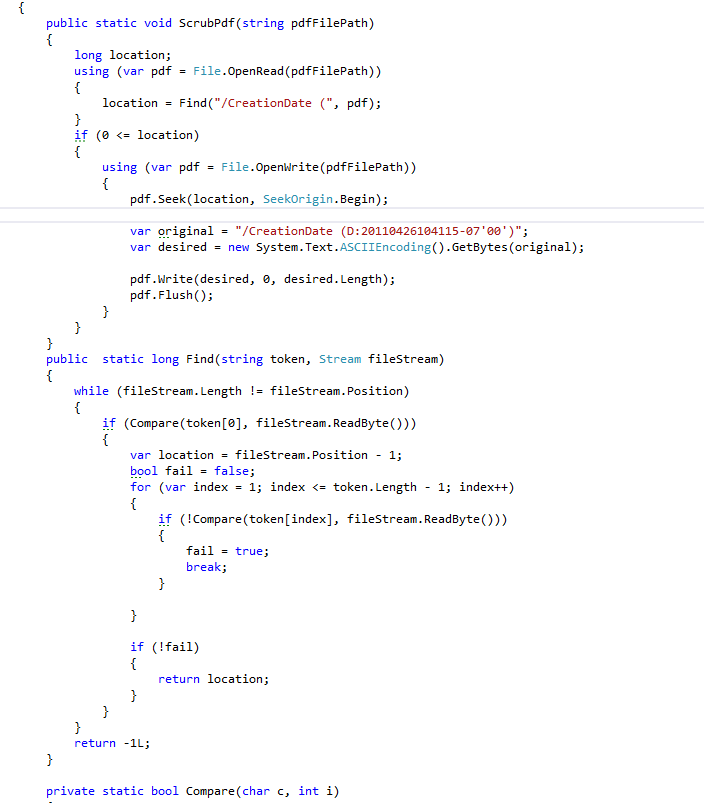 {
    public static void ScrubPdf(string pdfFilePath)
    {
        long location;
        using (var pdf = File.OpenRead(pdfFilePath))
        {
            location = Find("/CreationDate (", pdf);
        }
        if (0 <= location)
        {
            using (var pdf = File.OpenWrite(pdfFilePath))
            {
                pdf.Seek(location, SeekOrigin.Begin);
                var original = "/CreationDate (D:20110426104115-07'00')";
                var desired = new System.Text.ASCIIEncoding().GetBytes(original);
                pdf.Write(desired, 0, desired.Length);
                pdf.Flush();
            }
        }
    }
    public  static long Find(string token, Stream fileStream)
    {
        while (fileStream.Length != fileStream.Position)
        {
            if (Compare(token[0], fileStream.ReadByte()))
            {
                var location = fileStream.Position - 1;
                bool fail = false;
                for (var index = 1; index <= token.Length - 1; index++)
                {
                    if (!Compare(token[index], fileStream.ReadByte()))
                    {
                        fail = true;
                        break;
                    }
                }
                if (!fail)
                {
                    return location;
                }
            }
        }
        return -1L;
    }
    private static bool Compare(char c, int i)